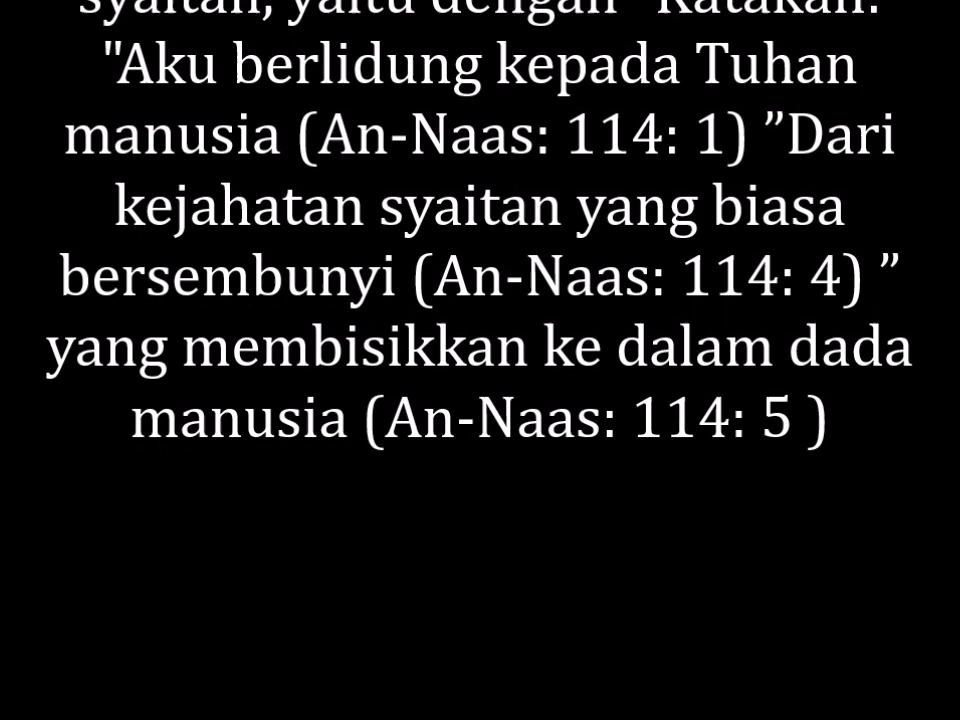 syaitan, yaitu dengan "Katakan:
"Aku berlidung kepada Tuhan
manusia (An-Naas: 114: 1) ”Dari
kejahatan syaitan yang biasa
bersembunyi (An-Naas: 114: 4) ”
yang membisikkan ke dalam dada
manusia (An-Naas: 114: 5 )